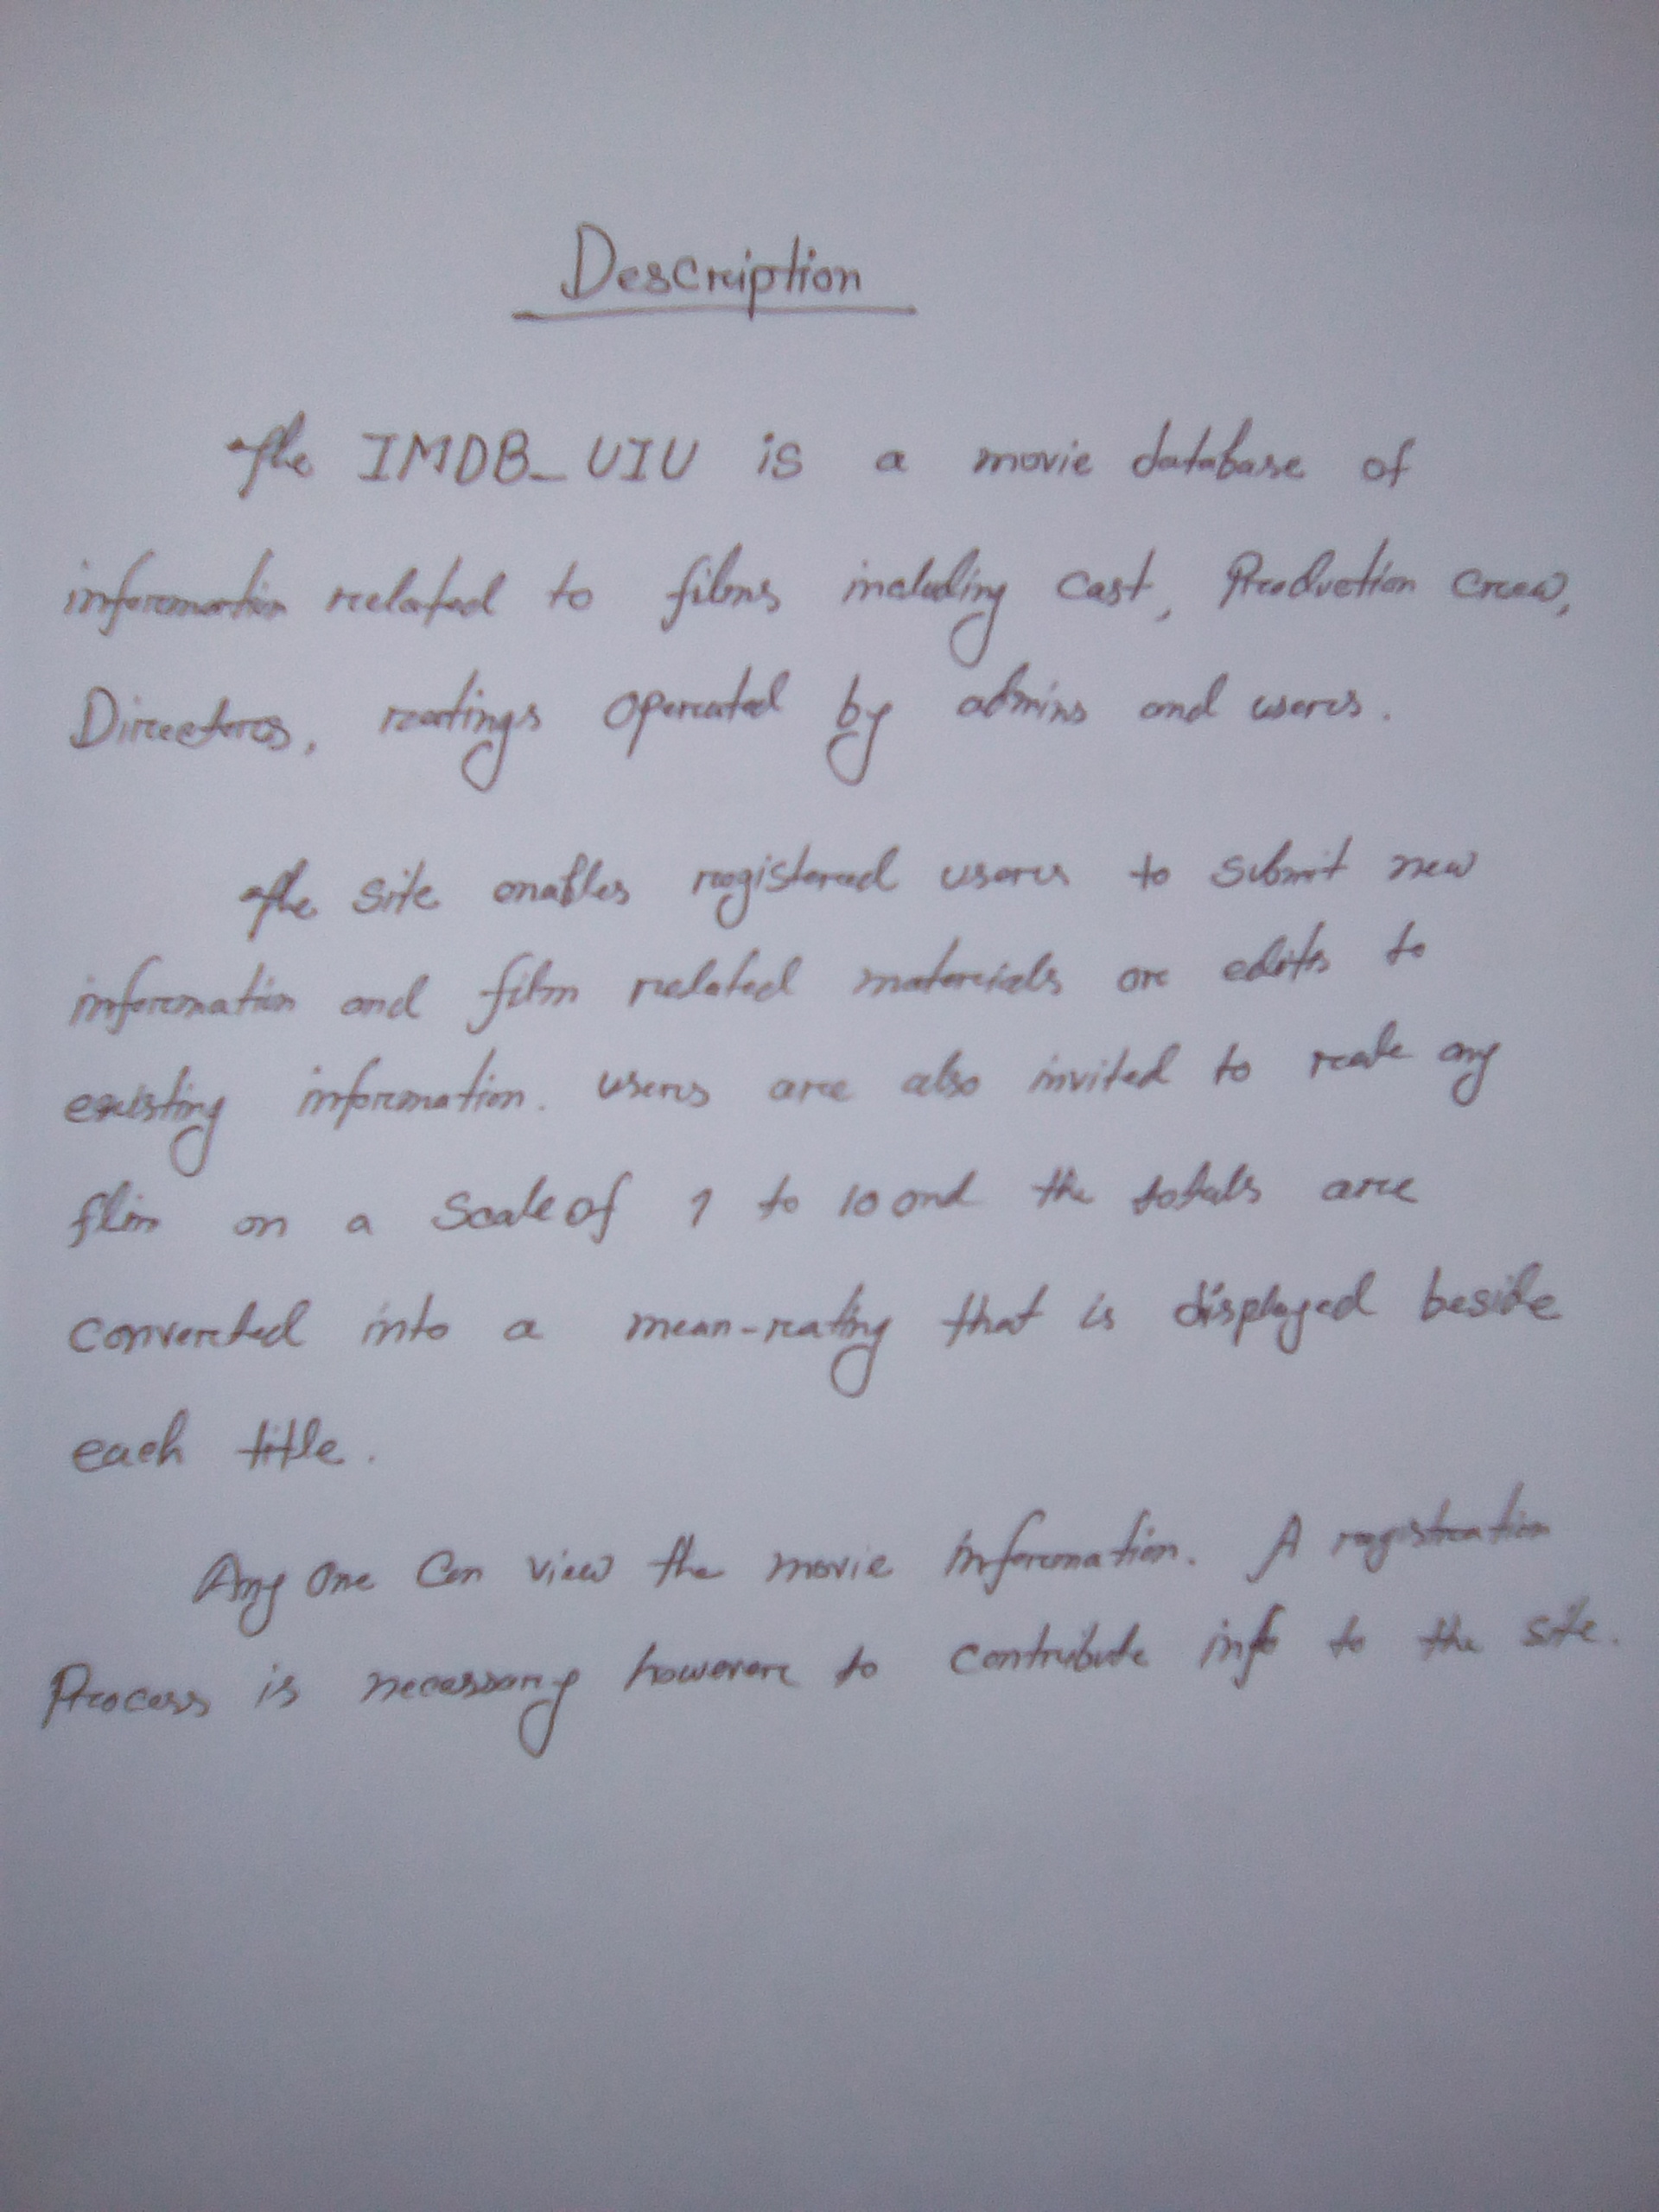 Description
The IMDB_UIU is a movie database of
information related to films including cast, Production crew,
Directors, ratings operated by admins and users.
The site enables registered users to submit new
information and film related materials or edits to
existing information. users are also invited to rate any
flim on a scale of 1 to 10 and the totals are
converted into a mean-rating that is displayed beside
each title.
Any one can view the movie information. A registration
Process is necessary however to contribute info to the site.